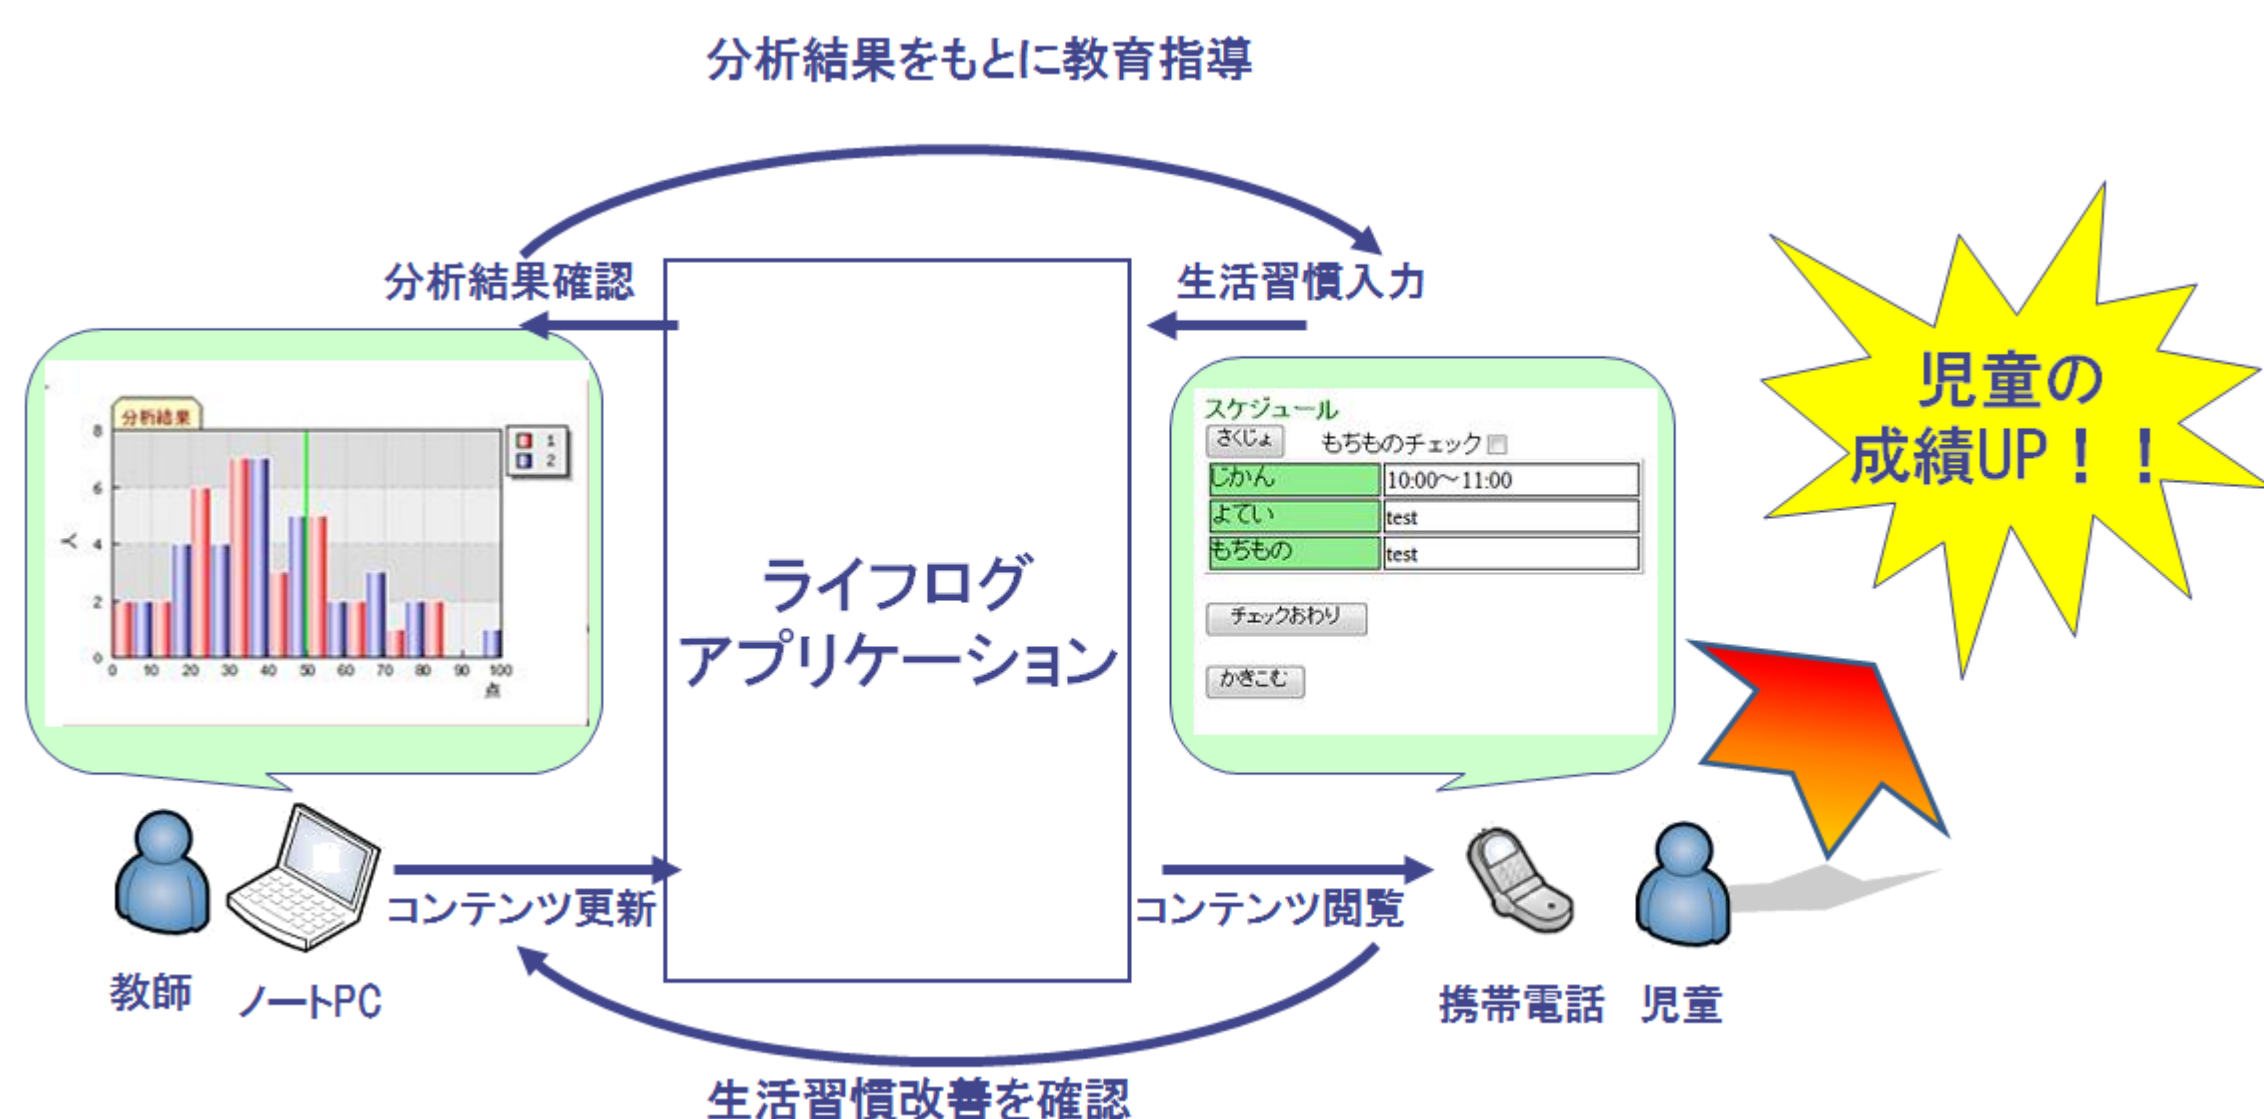 分析結果をもとに教育指導
分析結果確認
生活習慣入力
分析結果
8
6
4
2
0
人
0 10 20 30 40 50 60 70 80 90 100
点
1
2
ライフログ
アプリケーション
スケジュール
さくじょ もちものチェック
じかん 10:00～11:00
よてい test
もちもの test
チェックおわり
かきこむ
児童の
成績UP！！
コンテンツ更新
コンテンツ閲覧
教師
ノートPC
携帯電話
児童
生活習慣改善を確認